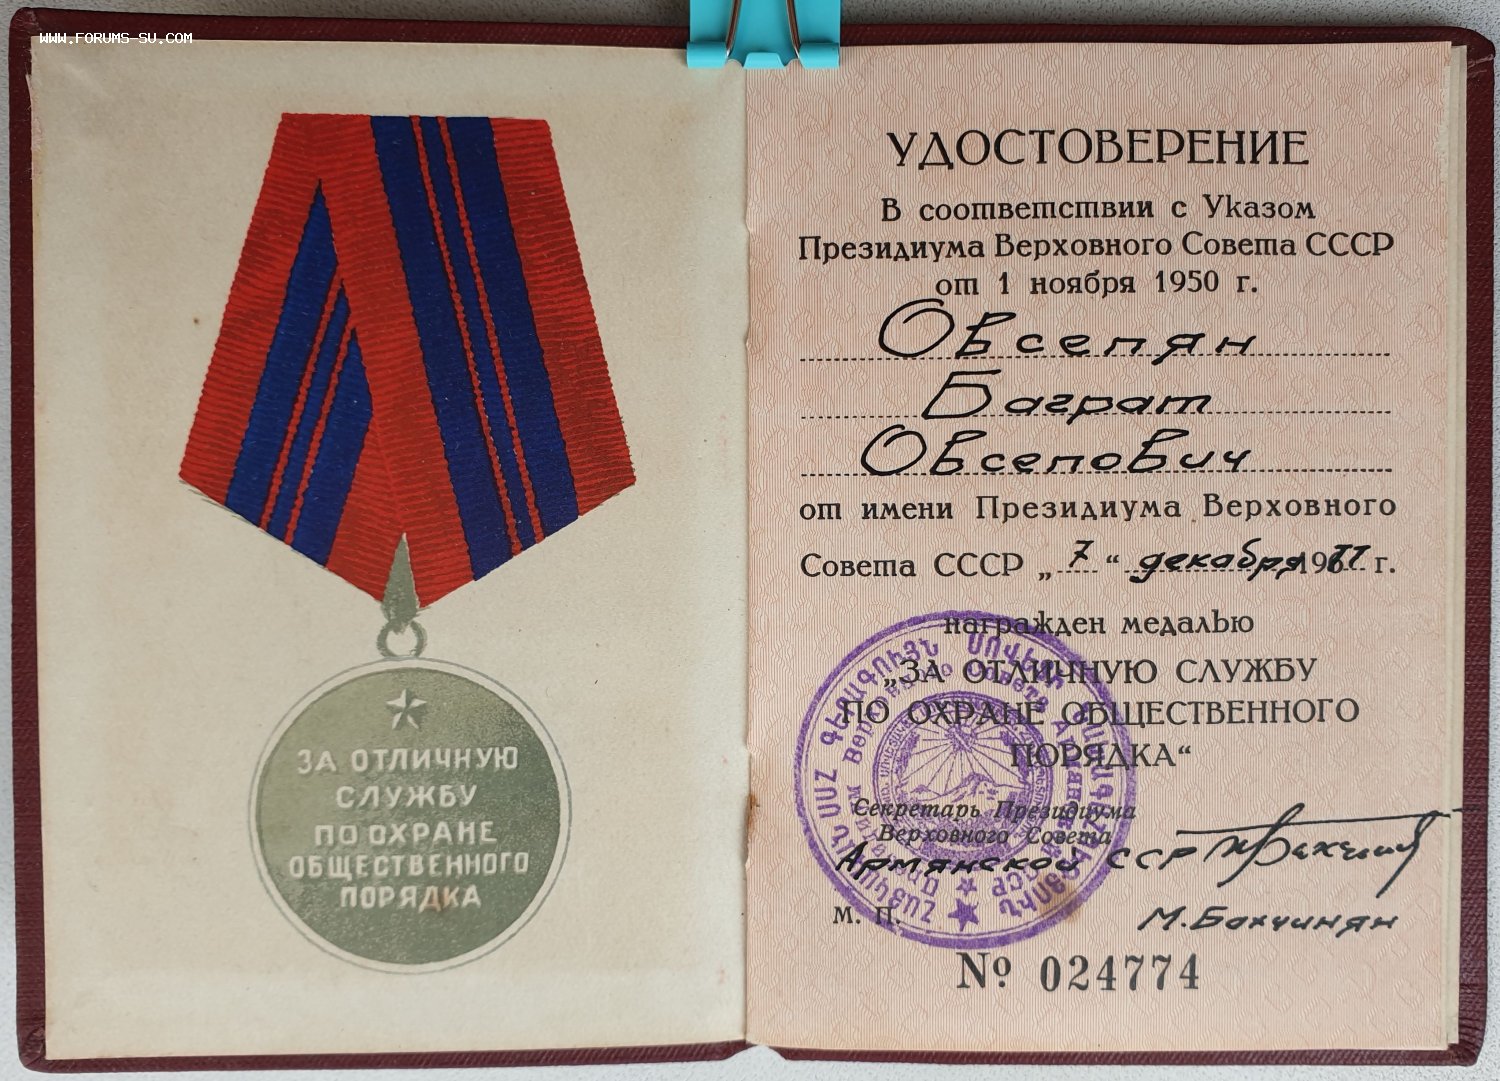 WWW.FORUMS-SU.COM
ЗА ОТЛИЧНУЮ
СЛУЖБУ
ПО ОХРАНЕ
ОБЩЕСТВЕННОГО
ПОРЯДКА
УДОСТОВЕРЕНИЕ
В соответствии с Указом
Президиума Верховного Совета СССР
от 1 ноября 1950 г.
Овсепян
Баграт
Овсепович
от имени Президиума Верховного
Совета СССР „7“ декабря 1977 г.
награжден медалью
„ЗА ОТЛИЧНУЮ СЛУЖБУ
ПО ОХРАНЕ ОБЩЕСТВЕННОГО
ПОРЯДКА“
Секретарь Президиума
Верховного Совета
Армянской ССР
М. П.
М. Бахчинян
№ 024774